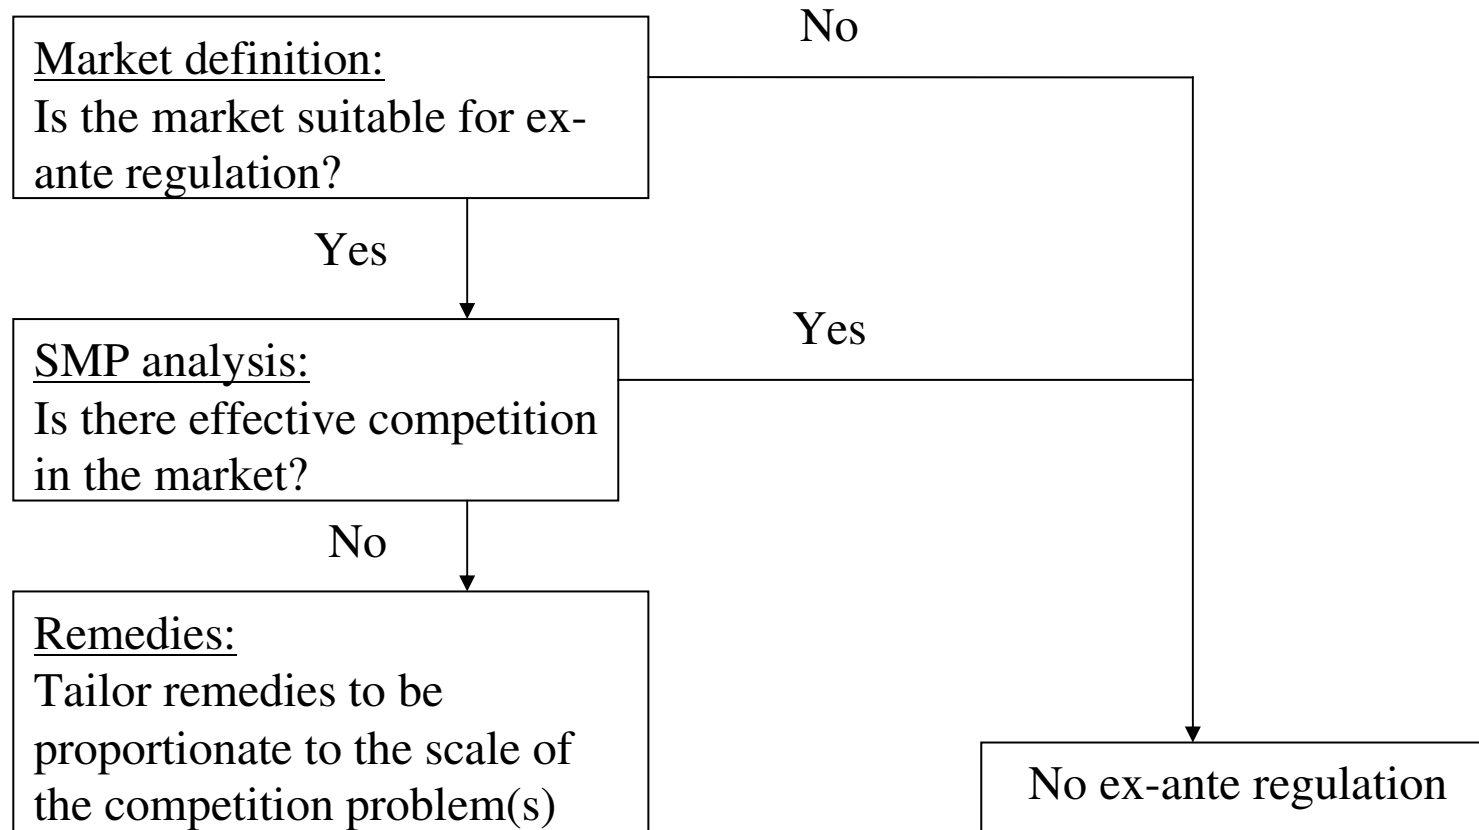 No
Market definition:
Is the market suitable for ex-
ante regulation?
Yes
Yes
SMP analysis:
Is there effective competition
in the market?
No
Remedies:
Tailor remedies to be
proportionate to the scale of
the competition problem(s)
No ex-ante regulation